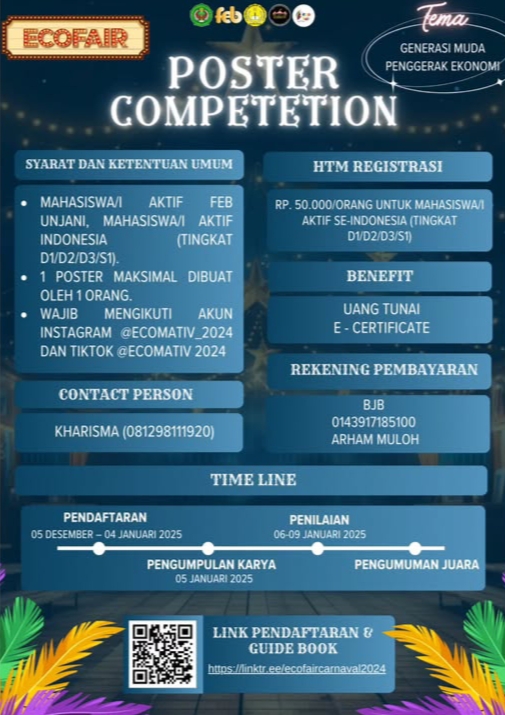 ECOFAIR
feb
Tema
GENERASI MUDA
PENGGERAK EKONOMI
POSTER
COMPETETION
SYARAT DAN KETENTUAN UMUM
• MAHASISWA/I AKTIF FEB
UNJANI, MAHASISWA/I AKTIF
INDONESIA (TINGKAT
D1/D2/D3/S1).
• 1 POSTER MAKSIMAL DIBUAT
OLEH 1 ORANG.
• WAJIB MENGIKUTI AKUN
INSTAGRAM @ECOMATIV_2024
DAN TIKTOK @ECOMATIV 2024
CONTACT PERSON
KHARISMA (081298111920)
HTM REGISTRASI
RP. 50.000/ORANG UNTUK MAHASISWA/I
AKTIF SE-INDONESIA (TINGKAT
D1/D2/D3/S1)
BENEFIT
UANG TUNAI
E - CERTIFICATE
REKENING PEMBAYARAN
BJB
0143917185100
ARHAM MULOH
TIME LINE
PENDAFTARAN
05 DESEMBER – 04 JANUARI 2025
PENGUMPULAN KARYA
05 JANUARI 2025
PENILAIAN
06-09 JANUARI 2025
PENGUMUMAN JUARA
LINK PENDAFTARAN &
GUIDE BOOK
https://linktr.ee/ecofaircarnaval2024